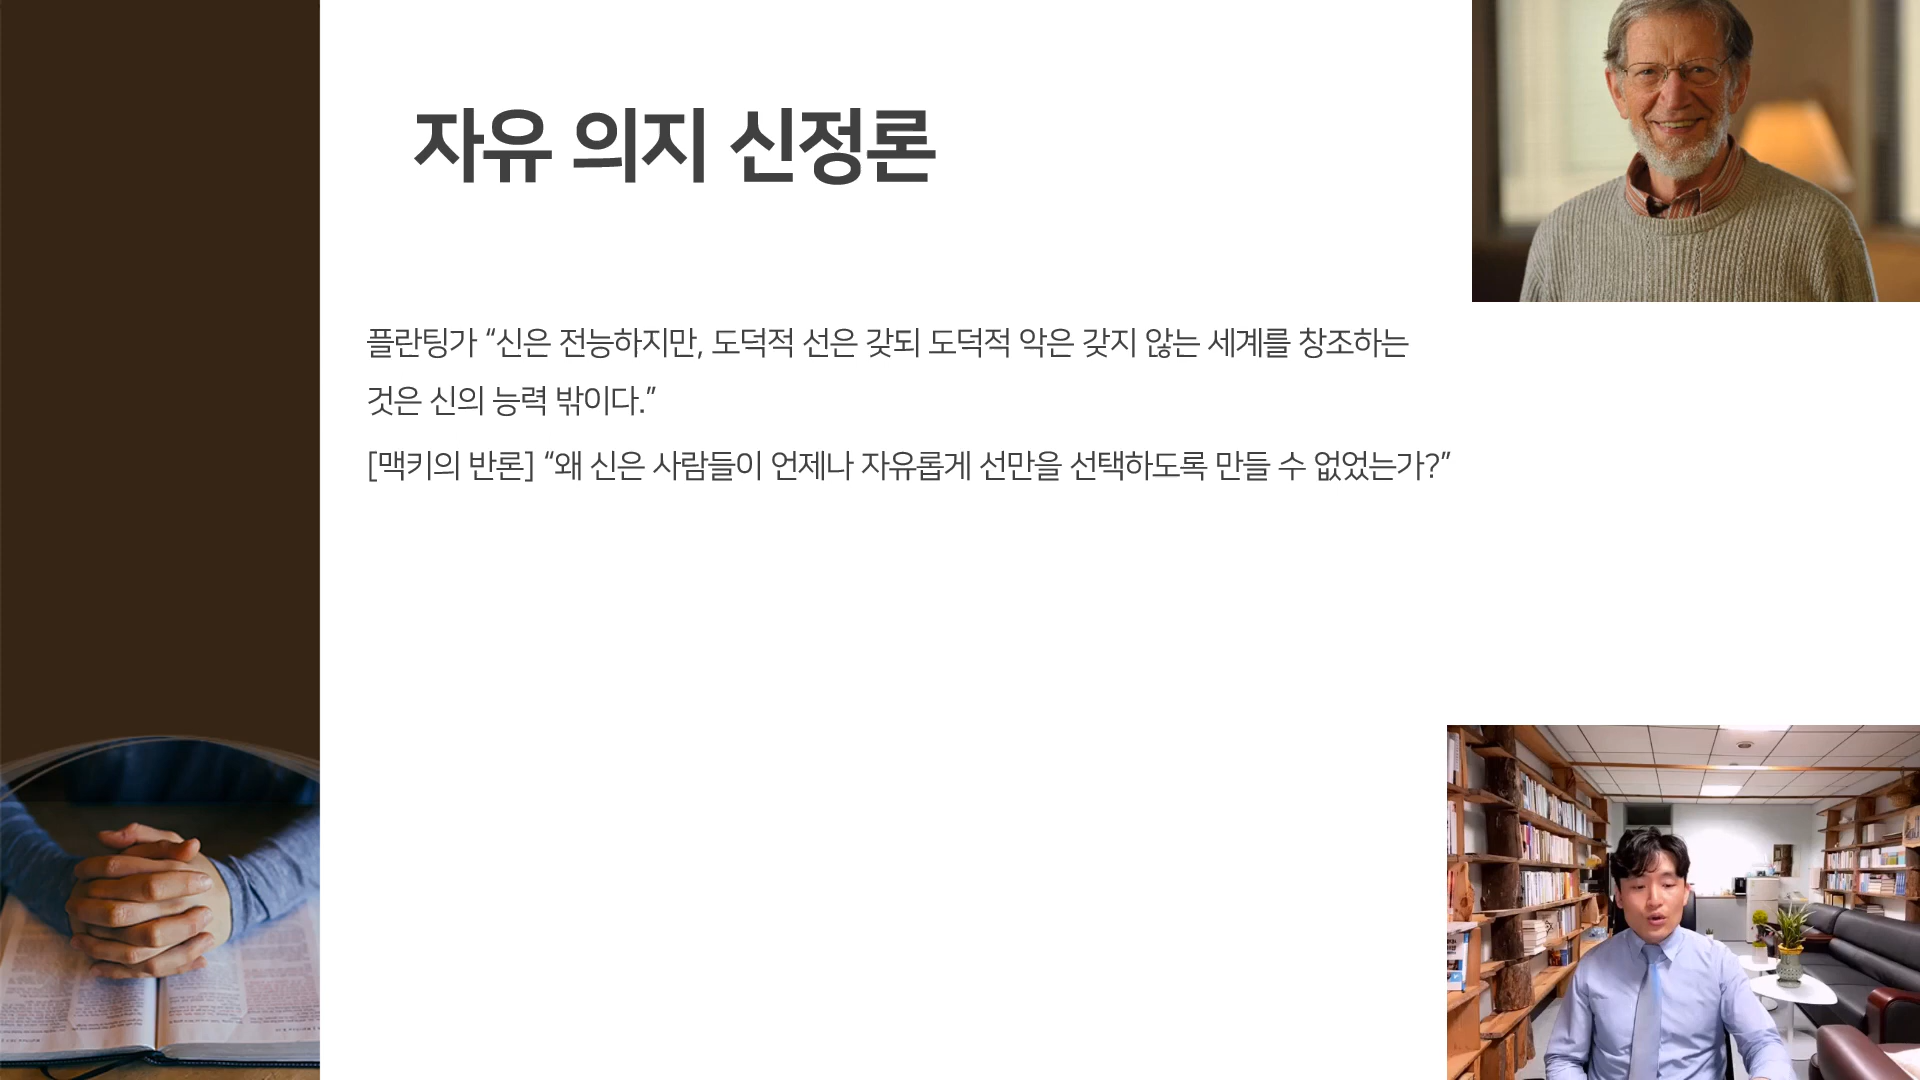 자유 의지 신정론
플란팅가 “신은 전능하지만, 도덕적 선은 갖되 도덕적 악은 갖지 않는 세계를 창조하는
것은 신의 능력 밖이다.”
[맥키의 반론] “왜 신은 사람들이 언제나 자유롭게 선만을 선택하도록 만들 수 없었는가?”